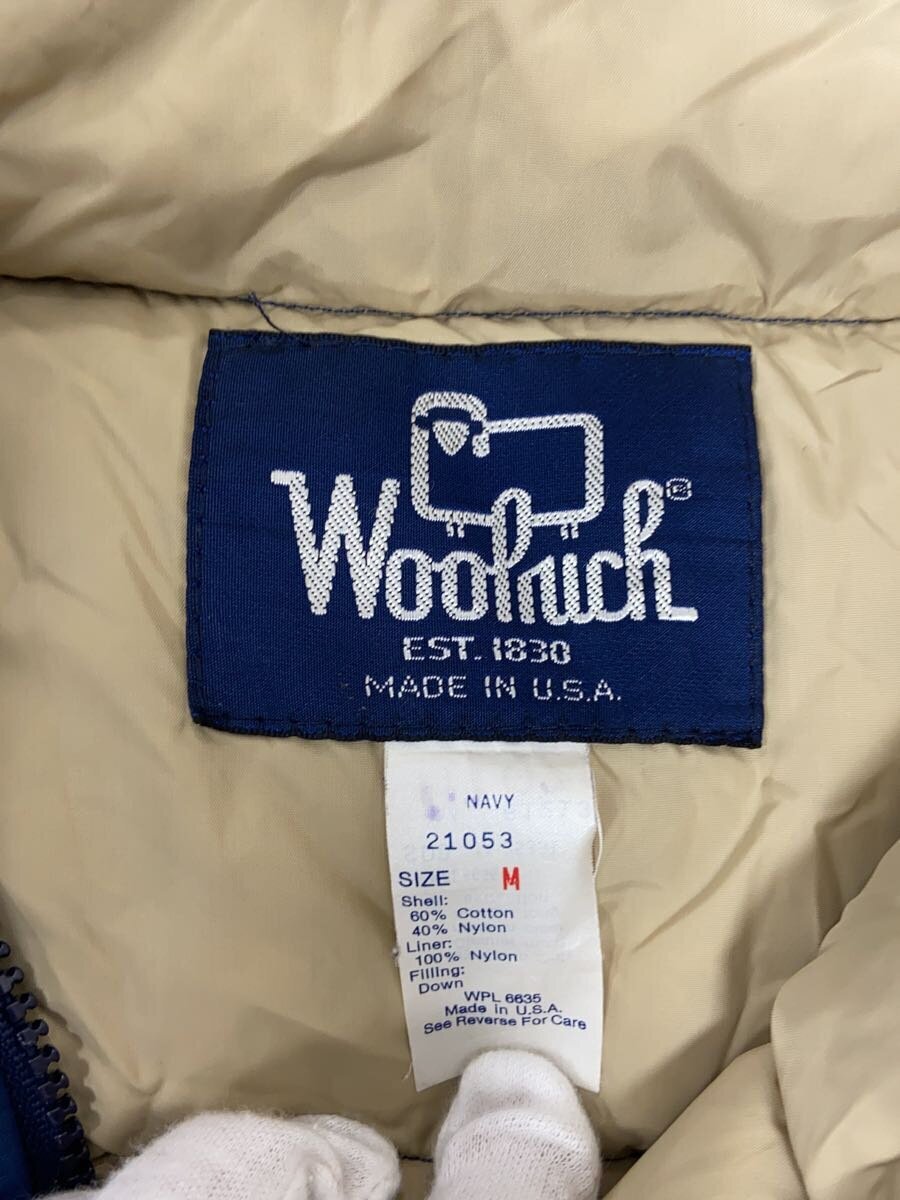 Woolrich®
EST. 1830
MADE IN U.S.A.
NAVY
21053
SIZE M
Shell:
60% Cotton
40% Nylon
Liner:
100% Nylon
Filling:
Down
WPL 6635
Made in U.S.A.
See Reverse For Care